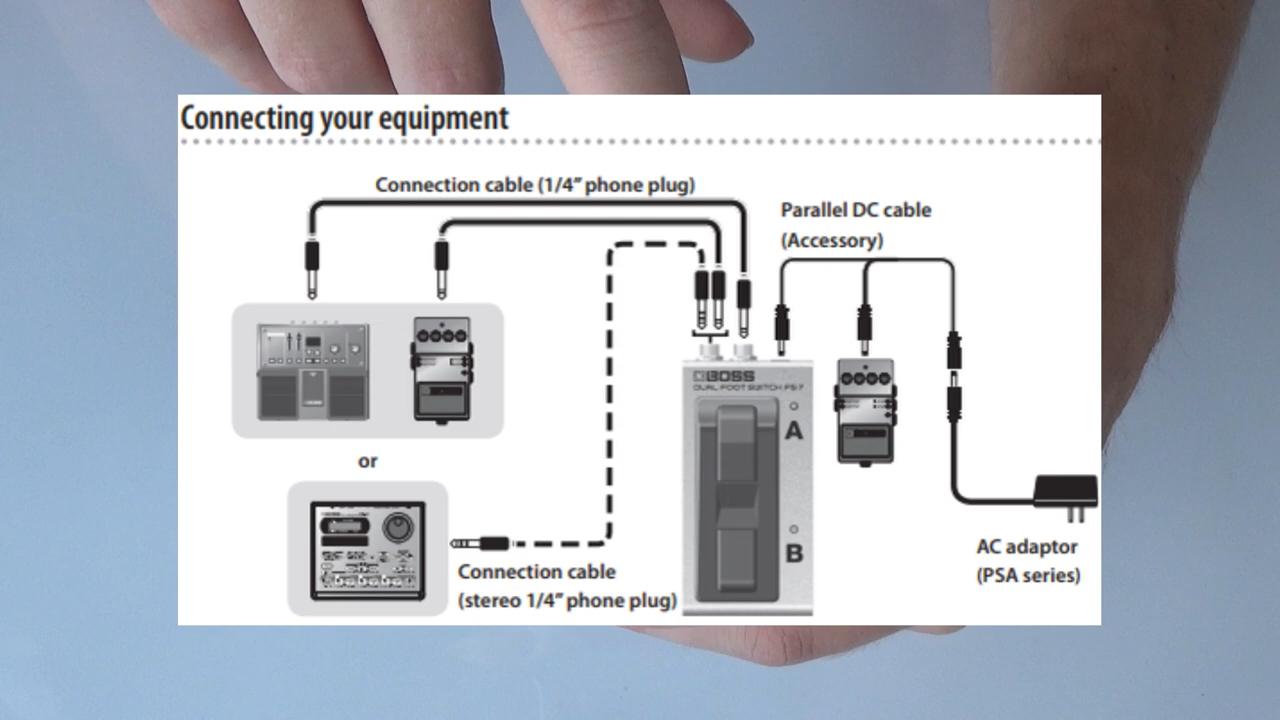 Connecting your equipment
Connection cable (1/4” phone plug)
Parallel DC cable
(Accessory)
BOSS
DUAL FOOT SWITCH FS-7
A
or
B
Connection cable
(stereo 1/4” phone plug)
AC adaptor
(PSA series)